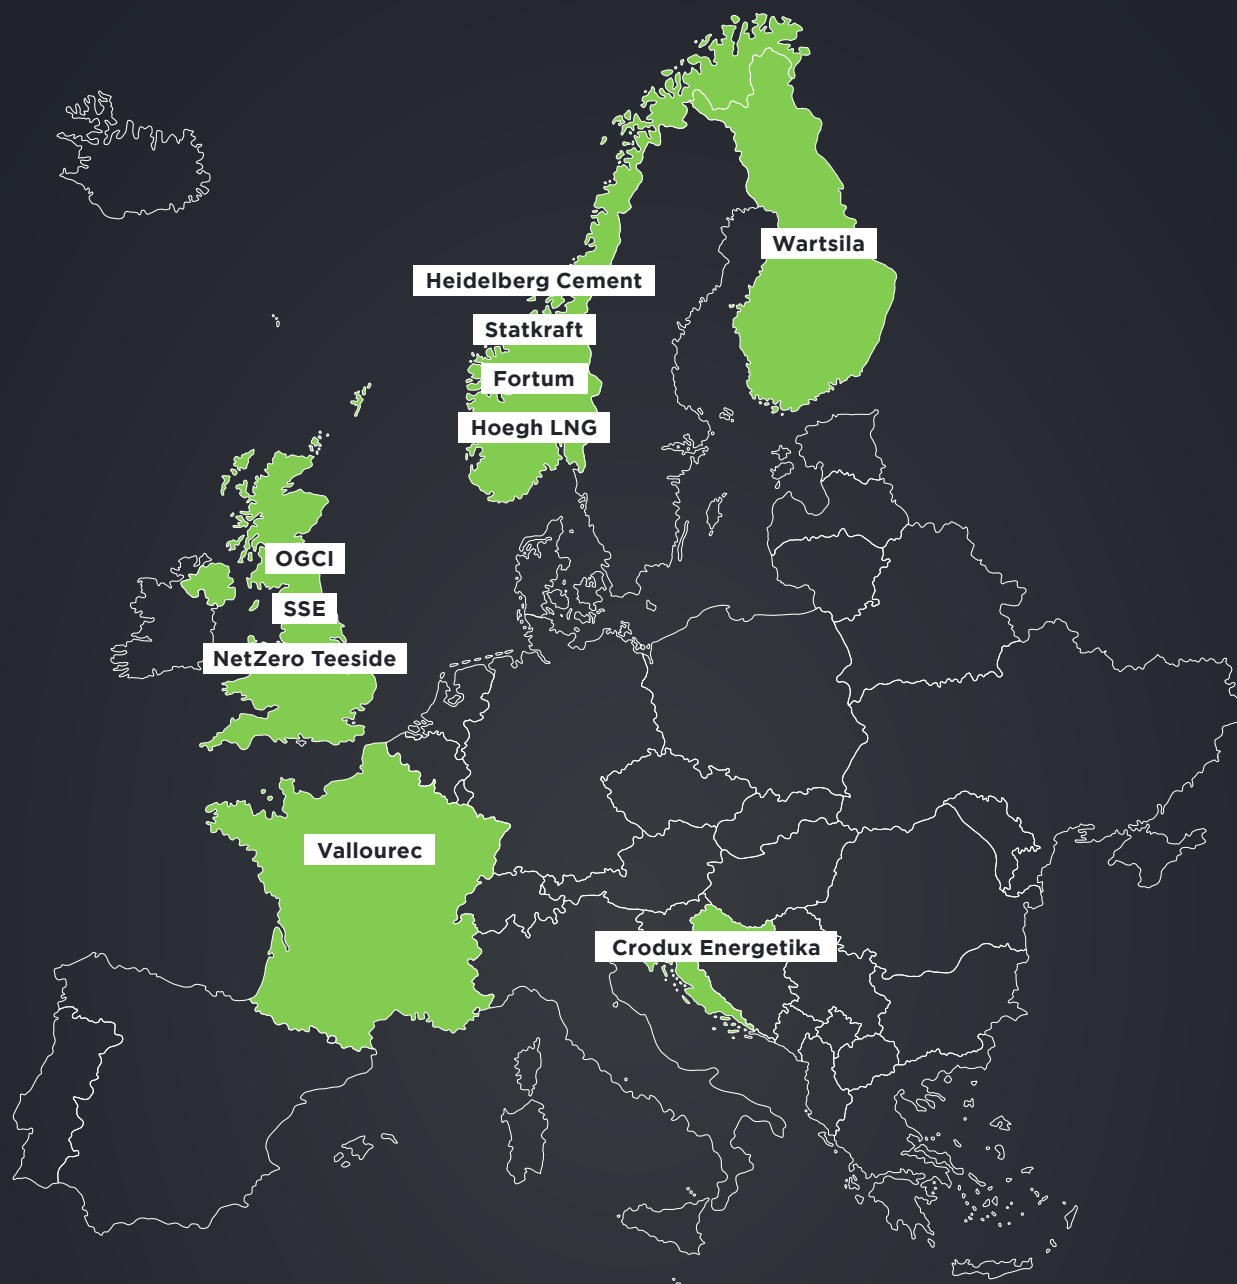 Wartsila
Heidelberg Cement
Statkraft
Fortum
Hoegh LNG
OGCI
SSE
NetZero Teeside
Vallourec
Crodux Energetika